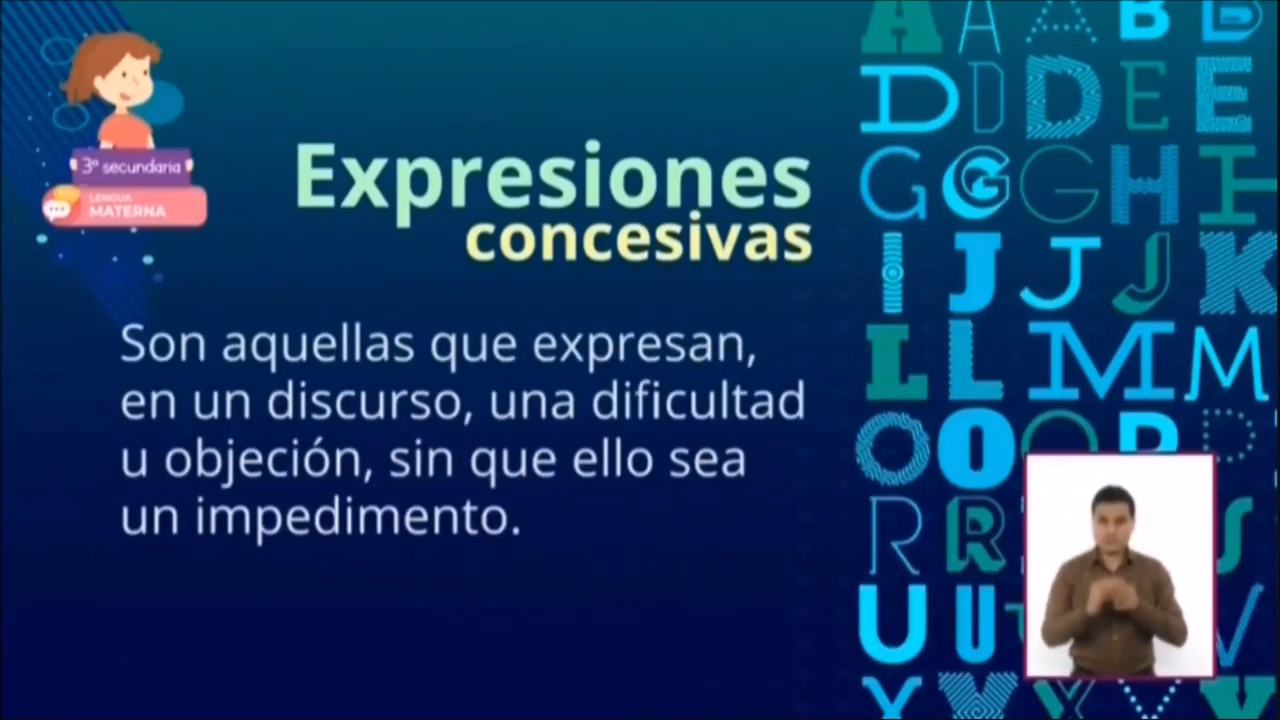 3º secundaria
LENGUA
MATERNA
Expresiones
concesivas
Son aquellas que expresan,
en un discurso, una dificultad
u objeción, sin que ello sea
un impedimento.
A A A B B
D D D E E
G G G H H
I J J J K
L L M M
O O O P P
R R S
U U V
Y